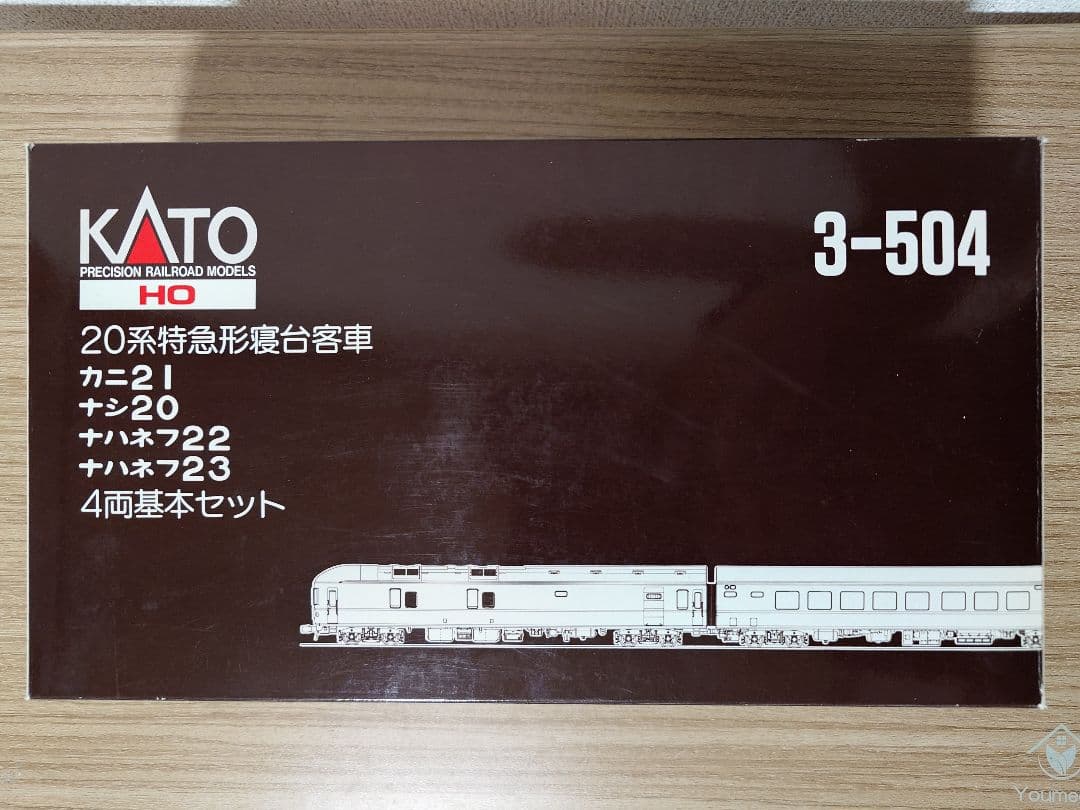 KATO
PRECISION RAILROAD MODELS
HO
3-504
20系特急形寝台客車
カニ21
ナシ20
ナハネフ22
ナハネフ23
4両基本セット
Youme